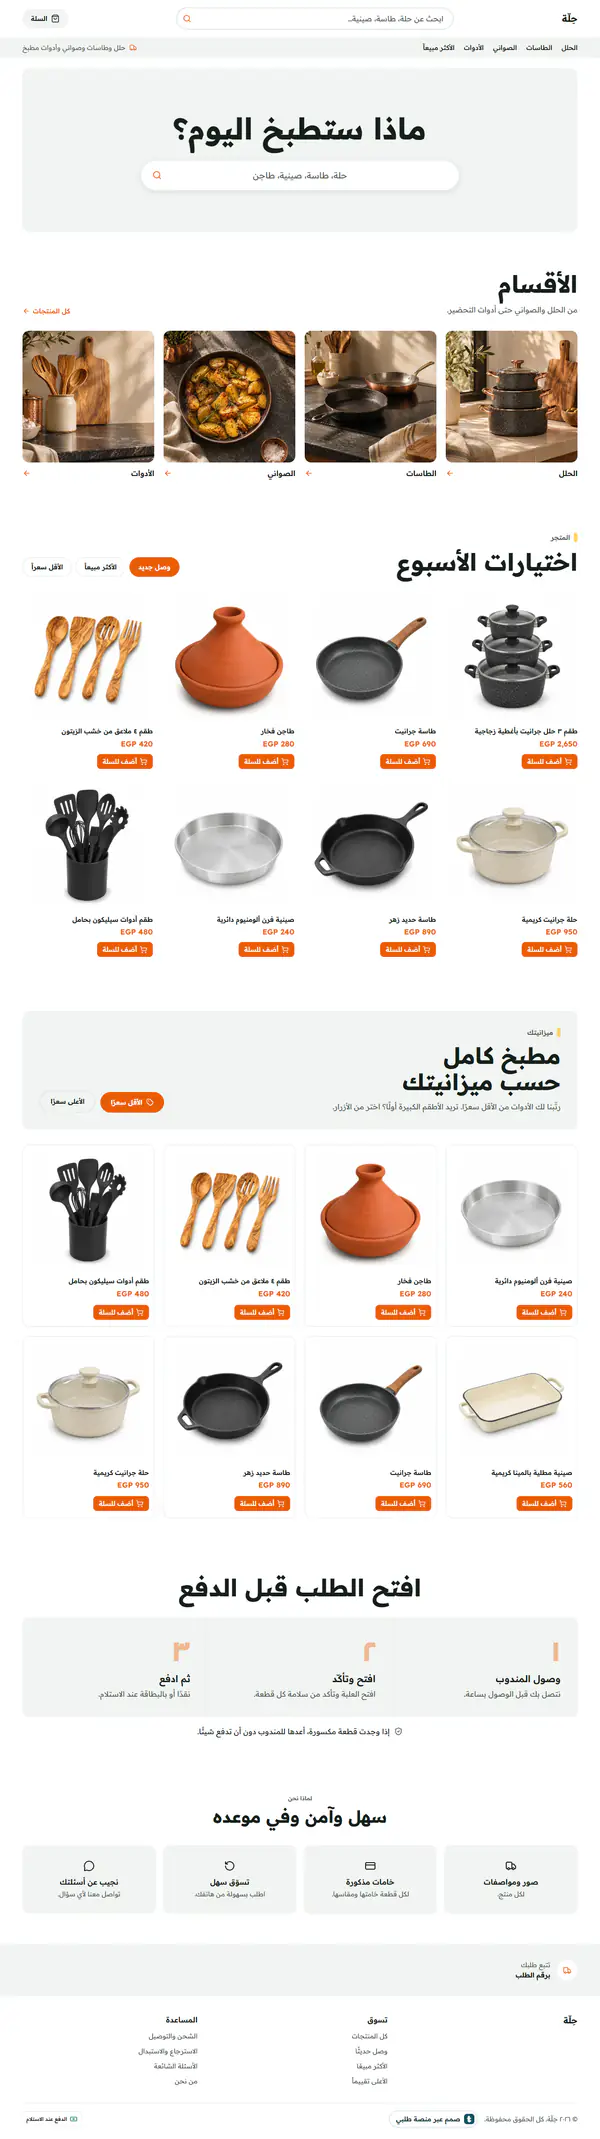 جلّة
ابحث عن حلة، طاسة، صينية...
السلة
الحلل
الطاسات
الصواني
الأدوات
الأكثر مبيعاً
حلل وطاسات وصواني وأدوات مطبخ
ماذا ستطبخ اليوم؟
حلة، طاسة، صينية، طاجن
الأقسام
من الحلل والصواني حتى أدوات التحضير.
كل المنتجات
الحلل
الطاسات
الصواني
الأدوات
المتجر
اختيارات الأسبوع
وصل جديد
الأكثر مبيعاً
الأقل سعراً
طقم ٣ حلل جرانيت بأغطية زجاجية
EGP 2,650
أضف للسلة
طاسة جرانيت
EGP 690
أضف للسلة
طاجن فخار
EGP 280
أضف للسلة
طقم ٤ ملاعق من خشب الزيتون
EGP 420
أضف للسلة
حلة جرانيت كريمية
EGP 950
أضف للسلة
طاسة حديد زهر
EGP 890
أضف للسلة
صينية فرن ألومنيوم دائرية
EGP 240
أضف للسلة
طقم أدوات سيليكون بحامل
EGP 480
أضف للسلة
ميزانيتك
مطبخ كامل
حسب ميزانيتك
رتّبنا لك الأدوات من الأقل سعرًا. تريد الأطقم الكبيرة أولًا؟ اختر من الأزرار.
الأقل سعرًا
الأعلى سعرًا
صينية فرن ألومنيوم دائرية
EGP 240
أضف للسلة
طاجن فخار
EGP 280
أضف للسلة
طقم ٤ ملاعق من خشب الزيتون
EGP 420
أضف للسلة
طقم أدوات سيليكون بحامل
EGP 480
أضف للسلة
صينية مطلية بالمينا كريمية
EGP 560
أضف للسلة
طاسة جرانيت
EGP 690
أضف للسلة
طاسة حديد زهر
EGP 890
أضف للسلة
حلة جرانيت كريمية
EGP 950
أضف للسلة
افتح الطلب قبل الدفع
١
وصول المندوب
نتصل بك قبل الوصول بساعة.
٢
افتح وتأكّد
افتح العلبة وتأكد من سلامة كل قطعة.
٣
ثم ادفع
نقدًا أو بالبطاقة عند الاستلام.
إذا وجدت قطعة مكسورة، أعدها للمندوب دون أن تدفع شيئًا.
لماذا نحن
سهل وآمن وفي موعده
صور ومواصفات
لكل منتج.
خامات مذكورة
لكل قطعة خامتها ومقاسها.
تسوّق سهل
اطلب بسهولة من هاتفك.
نجيب عن أسئلتك
تواصل معنا لأي سؤال.
تتبع طلبك
برقم الطلب
جلّة
تسوق
كل المنتجات
وصل حديثًا
الأكثر مبيعًا
الأعلى تقييماً
المساعدة
الشحن والتوصيل
الاسترجاع والاستبدال
الأسئلة الشائعة
من نحن
© ٢٠٢٦ جلّة. كل الحقوق محفوظة.
صمم عبر منصة طلبي
الدفع عند الاستلام